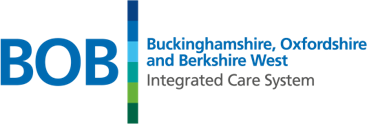 BOB
Buckinghamshire, Oxfordshire
and Berkshire West
Integrated Care System